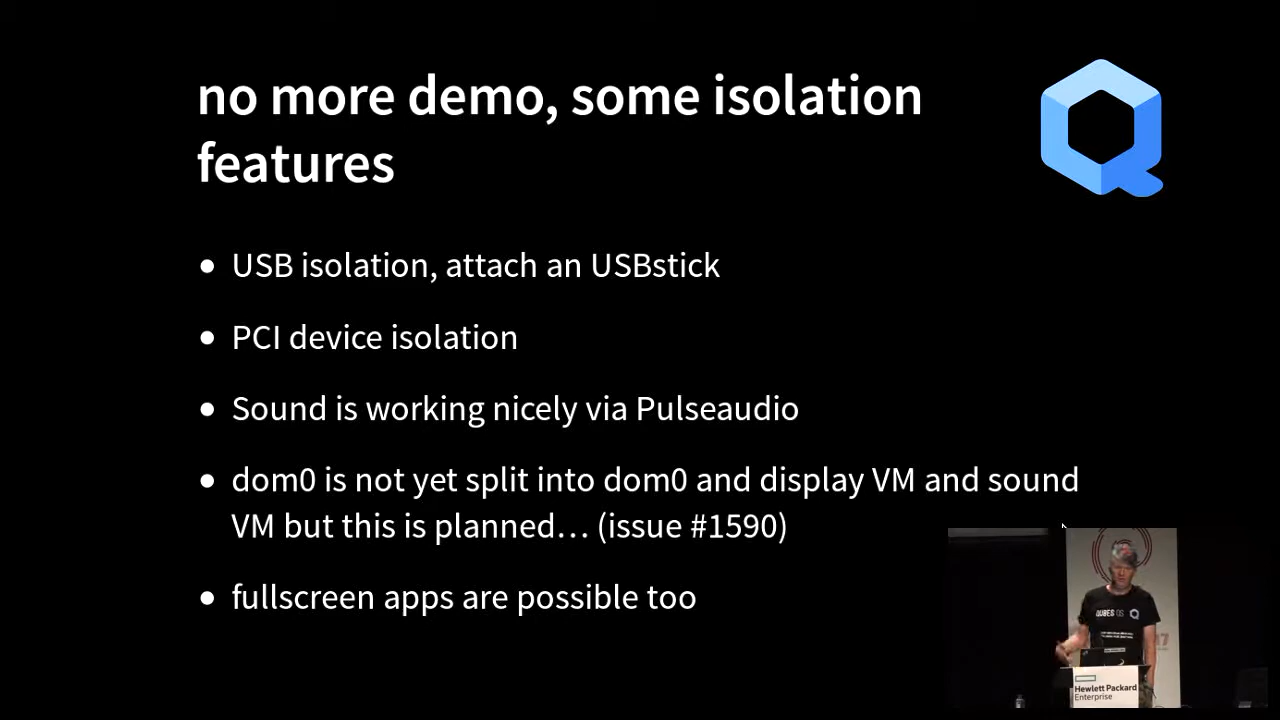 no more demo, some isolation
features
● USB isolation, attach an USBstick
● PCI device isolation
● Sound is working nicely via Pulseaudio
● dom0 is not yet split into dom0 and display VM and sound
VM but this is planned… (issue #1590)
● fullscreen apps are possible too
QUBES OS
17
Hewlett Packard
Enterprise